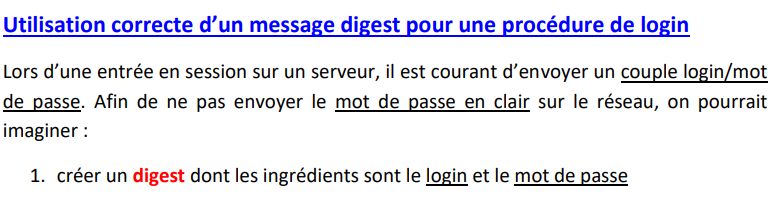 Utilisation correcte d’un message digest pour une procédure de login
Lors d’une entrée en session sur un serveur, il est courant d’envoyer un couple login/mot
de passe. Afin de ne pas envoyer le mot de passe en clair sur le réseau, on pourrait
imaginer :
1. créer un digest dont les ingrédients sont le login et le mot de passe